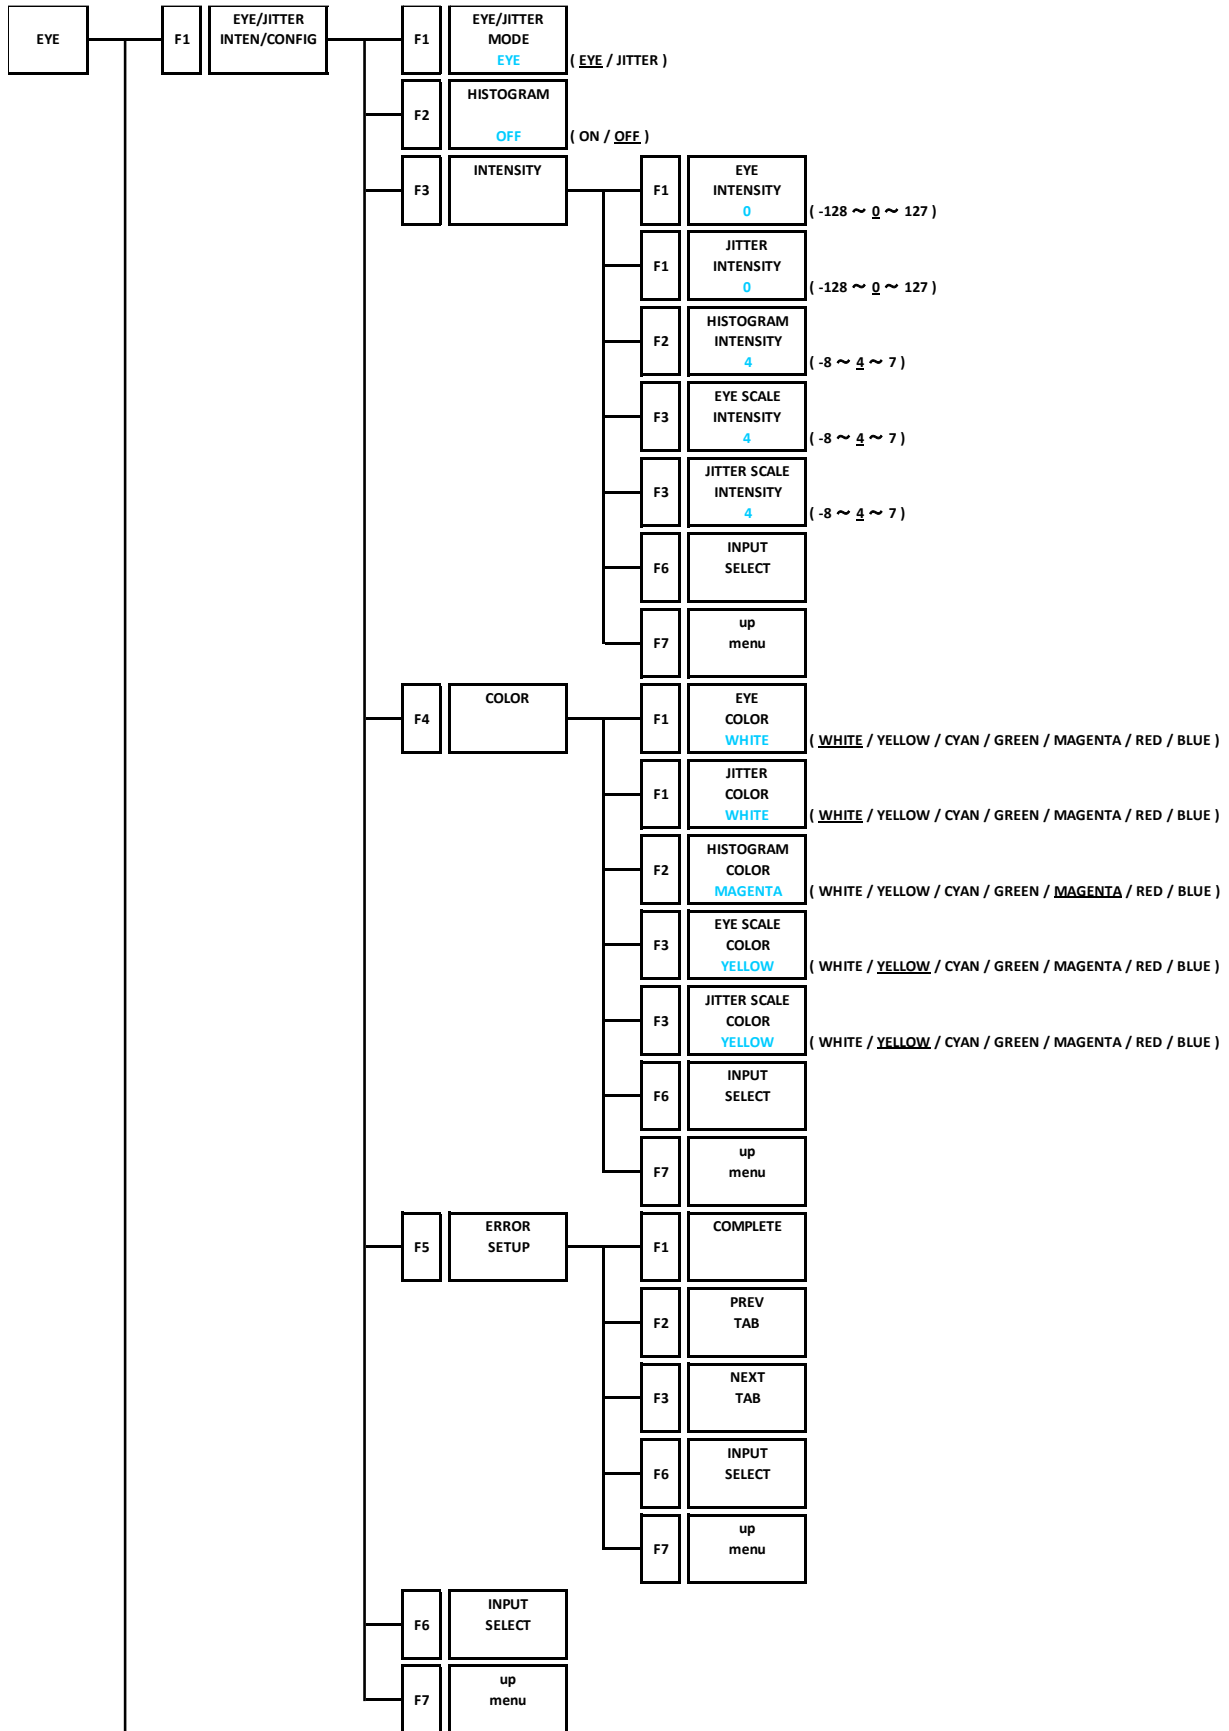 EYE
F1
EYE/JITTER
INTEN/CONFIG
F1
EYE/JITTER
MODE
EYE
( EYE / JITTER )
F2
HISTOGRAM
OFF
( ON / OFF )
F3
INTENSITY
F1
EYE
INTENSITY
0
( -128 ～ 0 ～ 127 )
F1
JITTER
INTENSITY
0
( -128 ～ 0 ～ 127 )
F2
HISTOGRAM
INTENSITY
4
( -8 ～ 4 ～ 7 )
F3
EYE SCALE
INTENSITY
4
( -8 ～ 4 ～ 7 )
F3
JITTER SCALE
INTENSITY
4
( -8 ～ 4 ～ 7 )
F6
INPUT
SELECT
F7
up
menu
F4
COLOR
F1
EYE
COLOR
WHITE
( WHITE / YELLOW / CYAN / GREEN / MAGENTA / RED / BLUE )
F1
JITTER
COLOR
WHITE
( WHITE / YELLOW / CYAN / GREEN / MAGENTA / RED / BLUE )
F2
HISTOGRAM
COLOR
MAGENTA
( WHITE / YELLOW / CYAN / GREEN / MAGENTA / RED / BLUE )
F3
EYE SCALE
COLOR
YELLOW
( WHITE / YELLOW / CYAN / GREEN / MAGENTA / RED / BLUE )
F3
JITTER SCALE
COLOR
YELLOW
( WHITE / YELLOW / CYAN / GREEN / MAGENTA / RED / BLUE )
F6
INPUT
SELECT
F7
up
menu
F5
ERROR
SETUP
F1
COMPLETE
F2
PREV
TAB
F3
NEXT
TAB
F6
INPUT
SELECT
F7
up
menu
F6
INPUT
SELECT
F7
up
menu